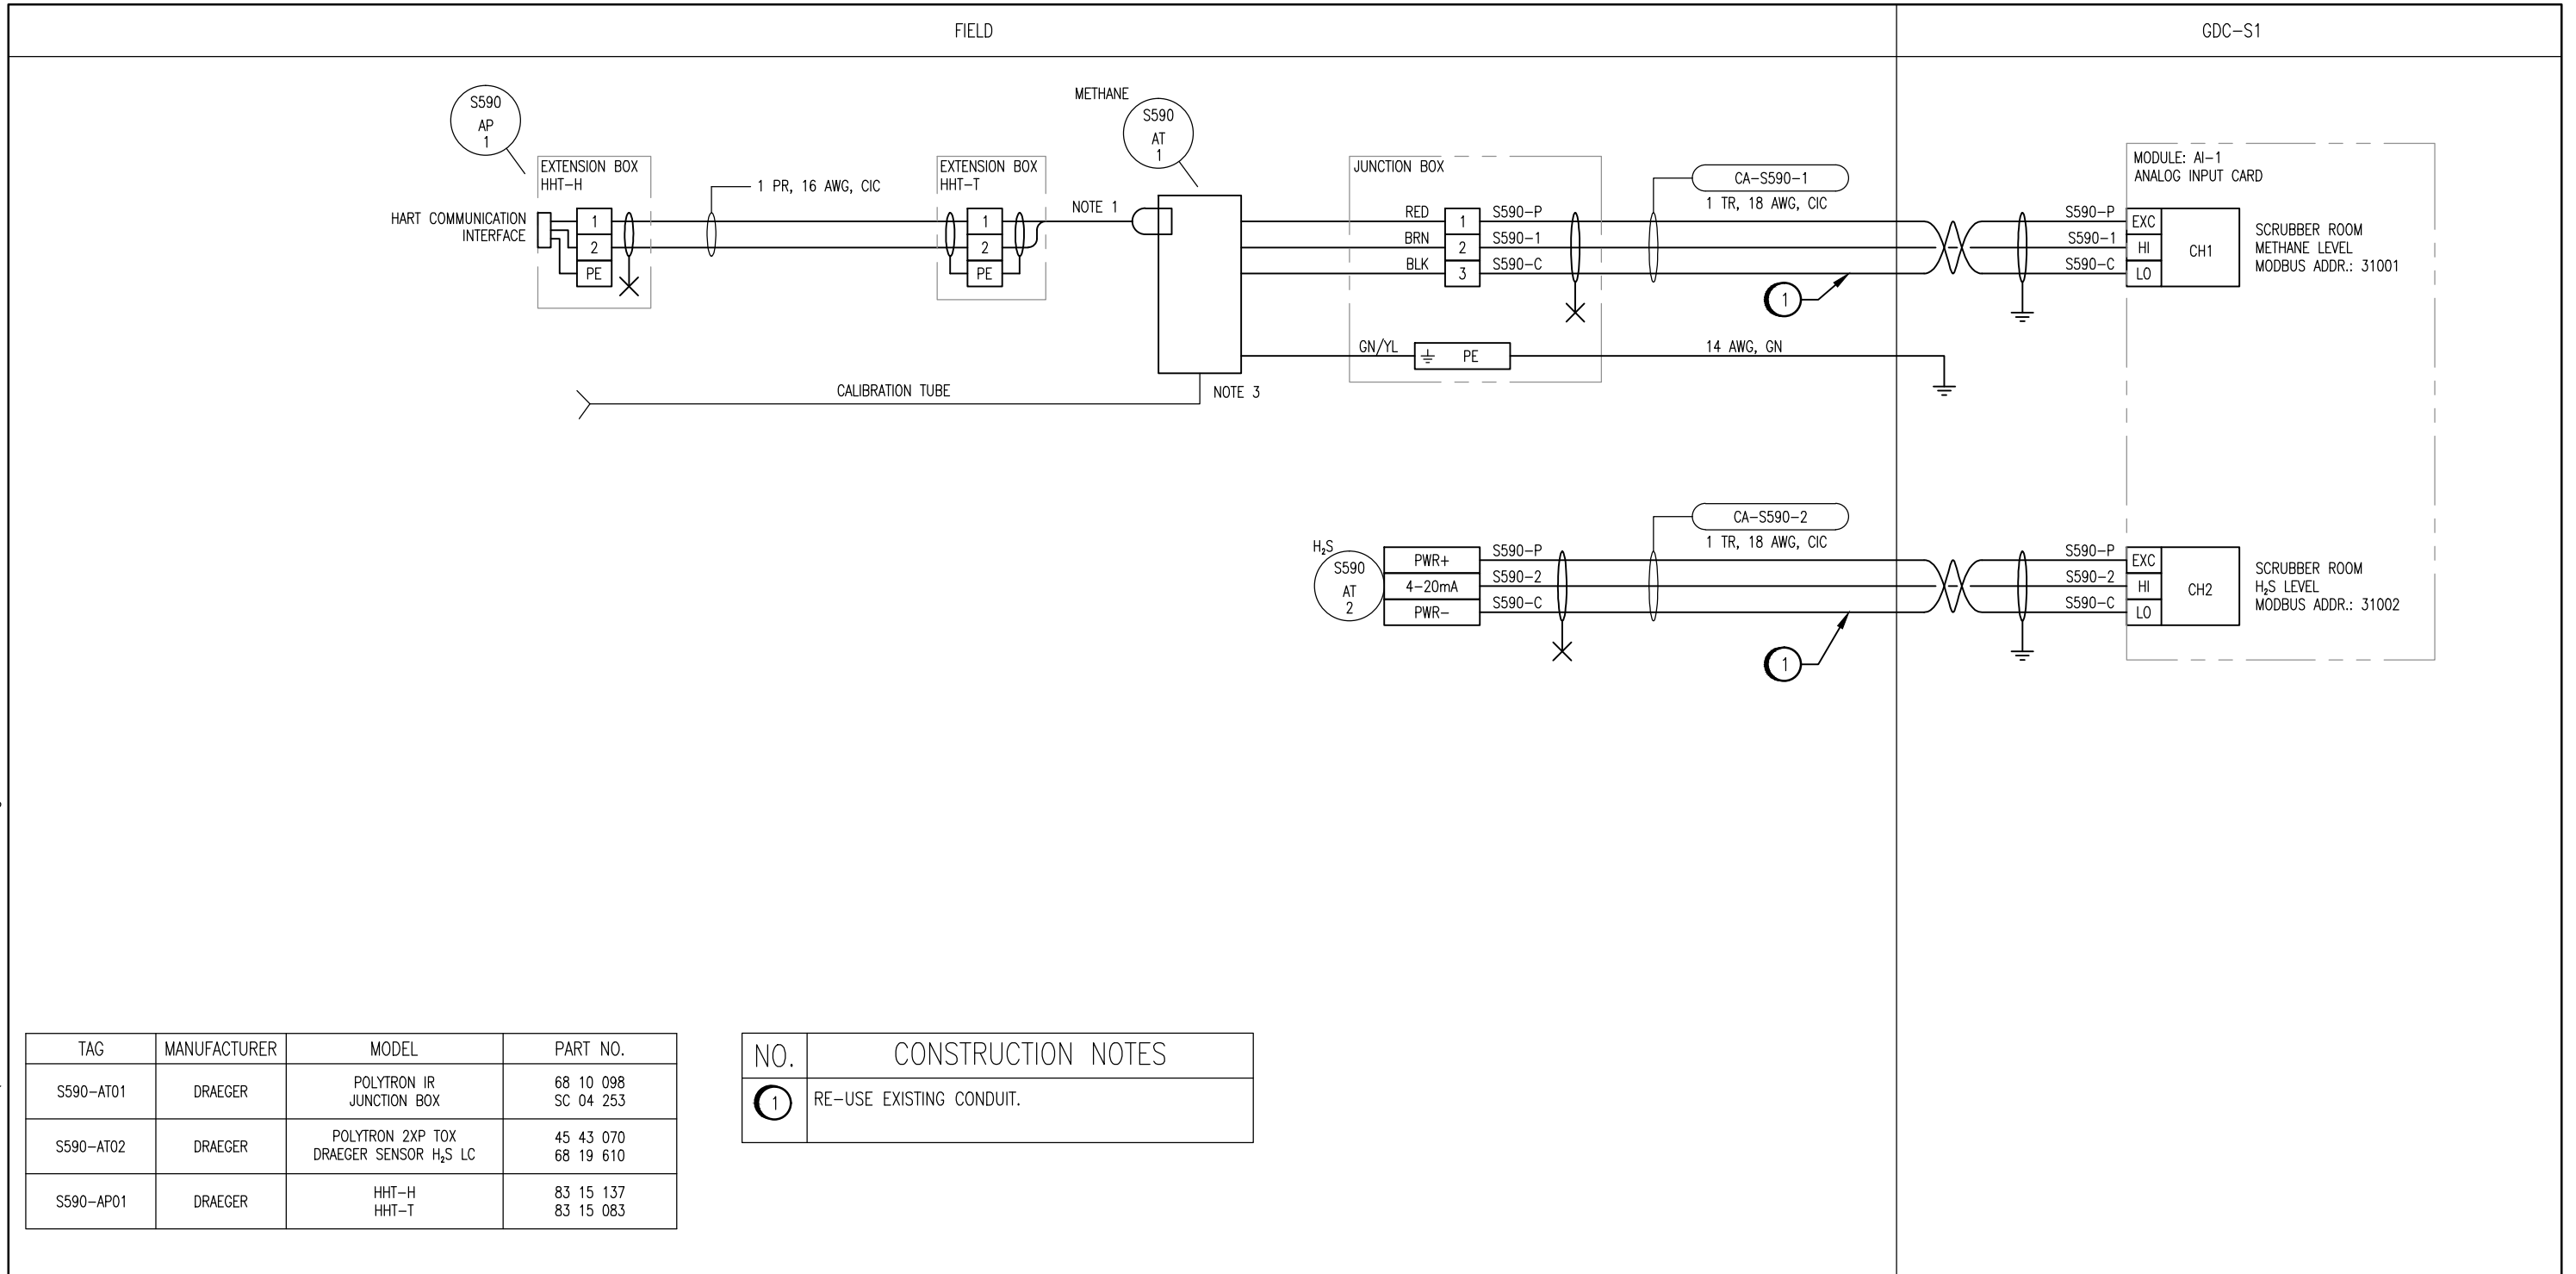 FIELD
GDC-S1
S590
AP
1
EXTENSION BOX
HHT-H
HART COMMUNICATION
INTERFACE
1
2
PE
1 PR, 16 AWG, CIC
EXTENSION BOX
HHT-T
1
2
PE
NOTE 1
METHANE
S590
AT
1
NOTE 3
CALIBRATION TUBE
JUNCTION BOX
RED
BRN
BLK
1
2
3
S590-P
S590-1
S590-C
GN/YL
PE
14 AWG, GN
CA-S590-1
1 TR, 18 AWG, CIC
1
S590-P
S590-1
S590-C
MODULE: AI-1
ANALOG INPUT CARD
EXC
HI
LO
CH1
SCRUBBER ROOM
METHANE LEVEL
MODBUS ADDR.: 31001
H₂S
S590
AT
2
PWR+
4-20mA
PWR-
S590-P
S590-2
S590-C
CA-S590-2
1 TR, 18 AWG, CIC
1
S590-P
S590-2
S590-C
EXC
HI
LO
CH2
SCRUBBER ROOM
H₂S LEVEL
MODBUS ADDR.: 31002
TAG MANUFACTURER MODEL PART NO.
S590-AT01 DRAEGER POLYTRON IR 68 10 098
JUNCTION BOX SC 04 253
S590-AT02 DRAEGER POLYTRON 2XP TOX 45 43 070
DRAEGER SENSOR H₂S LC 68 19 610
S590-AP01 DRAEGER HHT-H 83 15 137
HHT-T 83 15 083
NO. CONSTRUCTION NOTES
1 RE-USE EXISTING CONDUIT.